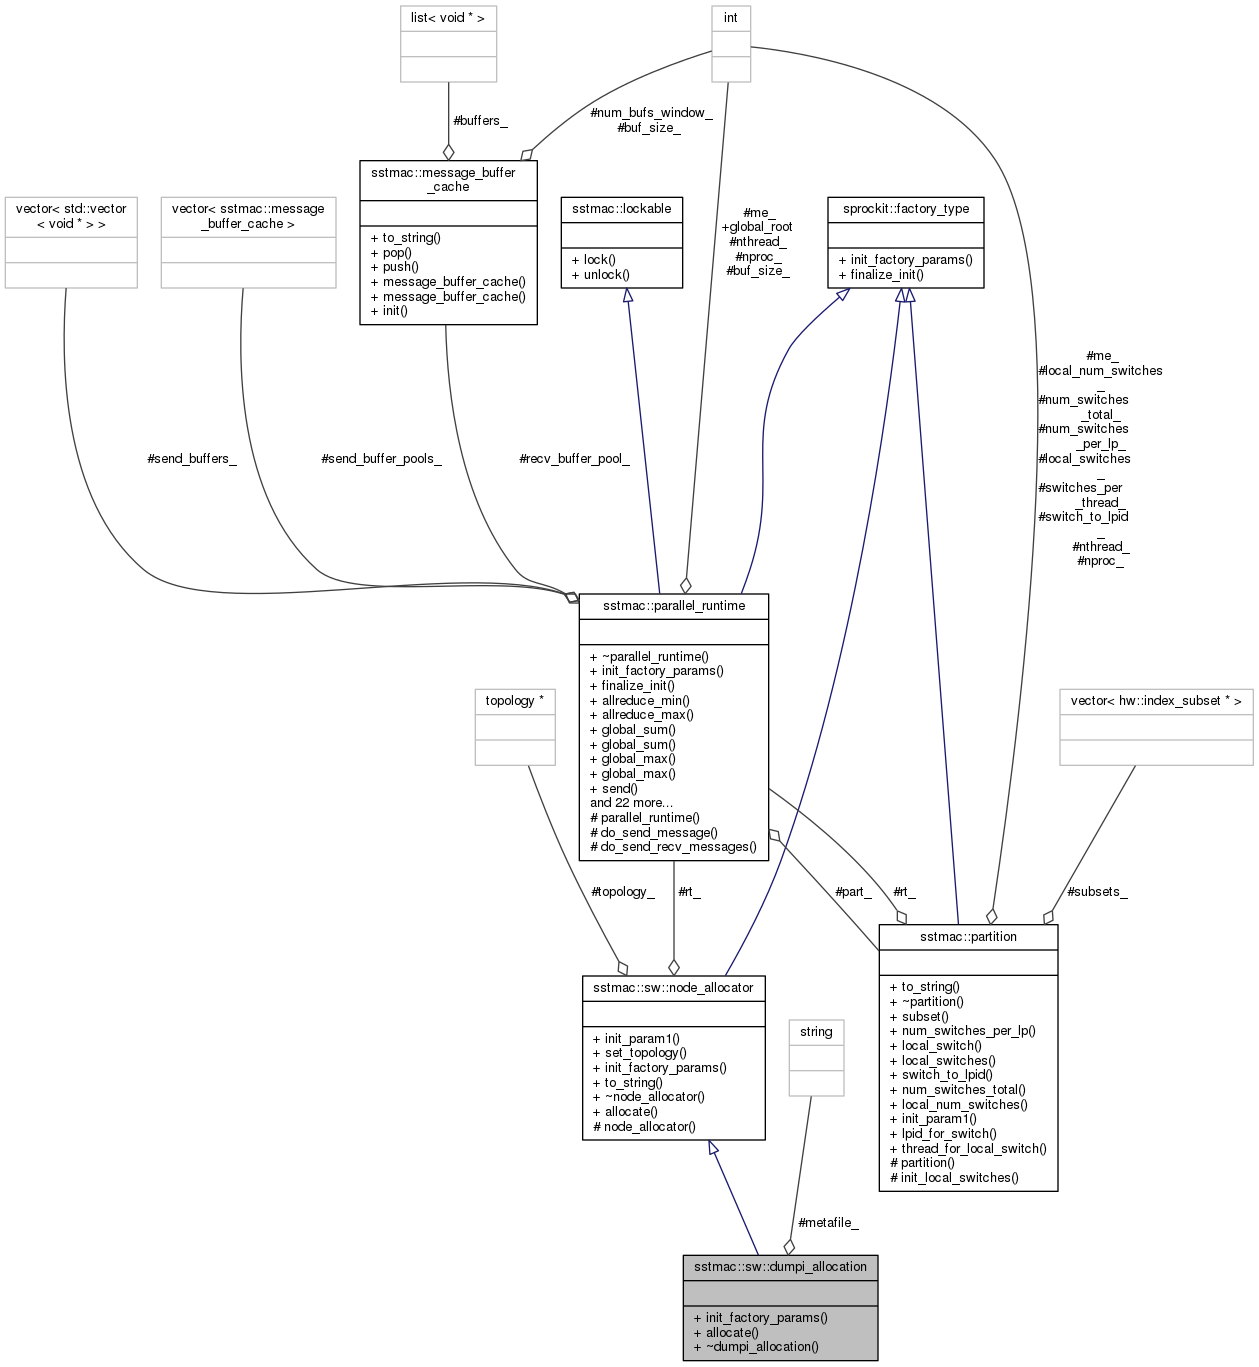 list< void * >
int
#buffers_
#num_bufs_window_
#buf_size_
sstmac::message_buffer
_cache
+ to_string()
+ pop()
+ push()
+ message_buffer_cache()
+ message_buffer_cache()
+ init()
vector< std::vector
< void * > >
vector< sstmac::message
_buffer_cache >
sstmac::lockable
+ lock()
+ unlock()
#me_
+global_root
#nthread_
#nproc_
#buf_size_
sprockit::factory_type
+ init_factory_params()
+ finalize_init()
#me_
#local_num_switches
_
#num_switches
_total_
#num_switches
_per_lp_
#local_switches
_
#switches_per
_thread_
#switch_to_lpid
_
#nthread_
#nproc_
#send_buffers_
#send_buffer_pools_
#recv_buffer_pool_
sstmac::parallel_runtime
+ ~parallel_runtime()
+ init_factory_params()
+ finalize_init()
+ allreduce_min()
+ allreduce_max()
+ global_sum()
+ global_sum()
+ global_max()
+ global_max()
+ send()
and 22 more...
# parallel_runtime()
# do_send_message()
# do_send_recv_messages()
topology *
vector< hw::index_subset * >
#topology_
#rt_
#part_
#rt_
#subsets_
sstmac::partition
+ to_string()
+ ~partition()
+ subset()
+ num_switches_per_lp()
+ local_switch()
+ local_switches()
+ switch_to_lpid()
+ num_switches_total()
+ local_num_switches()
+ init_param1()
+ lpid_for_switch()
+ thread_for_local_switch()
# partition()
# init_local_switches()
sstmac::sw::node_allocator
+ init_param1()
+ set_topology()
+ init_factory_params()
+ to_string()
+ ~node_allocator()
+ allocate()
# node_allocator()
string
#metafile_
sstmac::sw::dumpi_allocation
+ init_factory_params()
+ allocate()
+ ~dumpi_allocation()